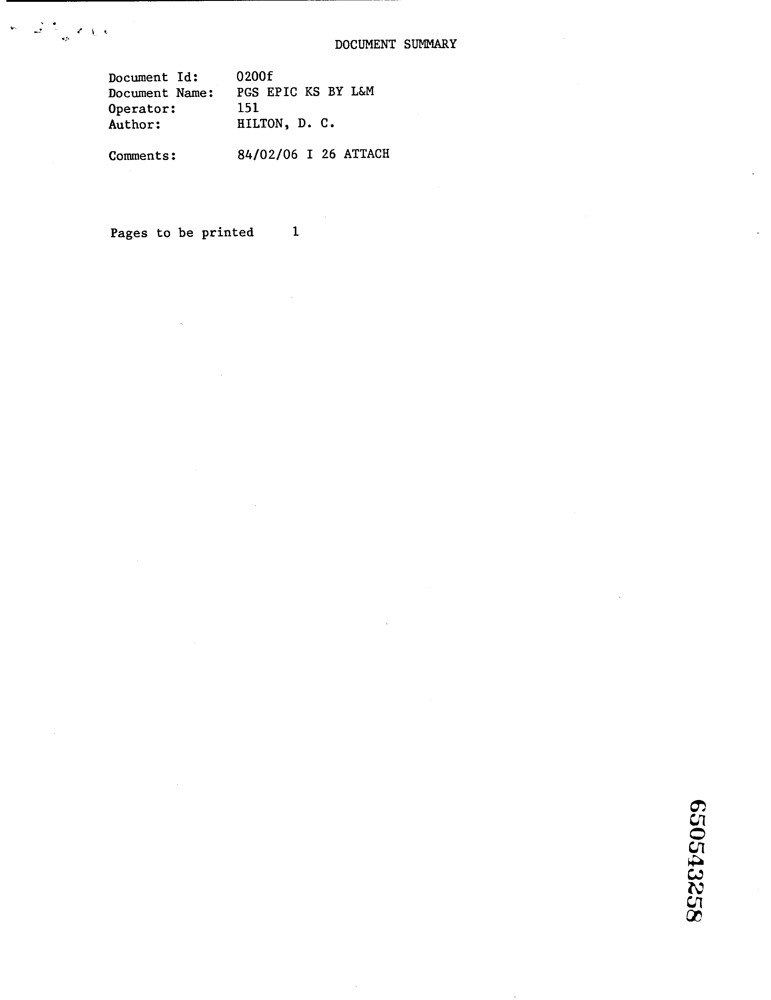 DOCUMENT SUMMARY
Document Id: 0200f
Document Name: PGS EPIC KS BY L&M
Operator: 151
Author: HILTON, D. C.
Comments: 84/02/06 I 26 ATTACH
Pages to be printed 1
650543258